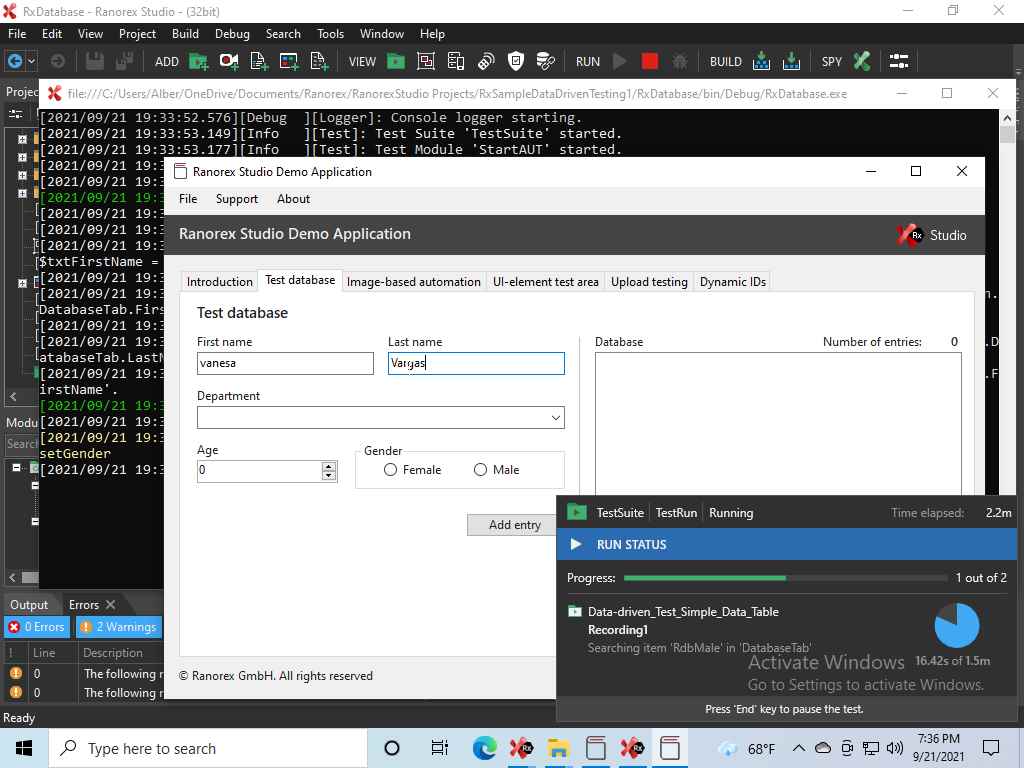 RxDatabase - Ranorex Studio - (32bit)
File Edit View Project Build Debug Search Tools Window Help
ADD VIEW RUN BUILD SPY
Projec
file:///C:/Users/Alber/OneDrive/Documents/Ranorex/RanorexStudio Projects/RxSampleDataDrivenTesting1/RxDatabase/bin/Debug/RxDatabase.exe
[2021/09/21 19:33:52.576][Debug ][Logger]: Console logger starting.
[2021/09/21 19:33:53.149][Info ][Test]: Test Suite 'TestSuite' started.
[2021/09/21 19:33:53.177][Info ][Test]: Test Module 'StartAUT' started.
[2021/09/21 19:3
[2021/09/21 19:3
[2021/09/21 19:3
[2021/09/21 19:3
[2021/09/21 19:3
[2021/09/21 19:3
[2021/09/21 19:3
$txtFirstName =
[2021/09/21 19:3
n.
DatabaseTab.Firs
[2021/09/21 19:3
[2021/09/21 19:3
.D
atabaseTab.LastN
[2021/09/21 19:3
.F
irstName'.
[2021/09/21 19:3
[2021/09/21 19:3
[2021/09/21 19:3
setGender
[2021/09/21 19:3
Modu
Searc
Ranorex Studio Demo Application
File Support About
Ranorex Studio Demo Application
Rx Studio
Introduction Test database Image-based automation UI-element test area Upload testing Dynamic IDs
Test database
First name Last name
vanesa Vargas
Department
Age Gender
0 Female Male
Add entry
Database Number of entries: 0
© Ranorex GmbH. All rights reserved
TestSuite TestRun Running Time elapsed: 2.2m
RUN STATUS
Progress: 1 out of 2
Data-driven_Test_Simple_Data_Table
Recording1
Searching item 'RdbMale' in 'DatabaseTab'
16.42s of 1.5m
Activate Windows
Go to Settings to activate Windows.
Press 'End' key to pause the test.
Output Errors
0 Errors 2 Warnings
! Line Description
0 The following r
0 The following r
Ready
Type here to search
68°F
7:36 PM
9/21/2021